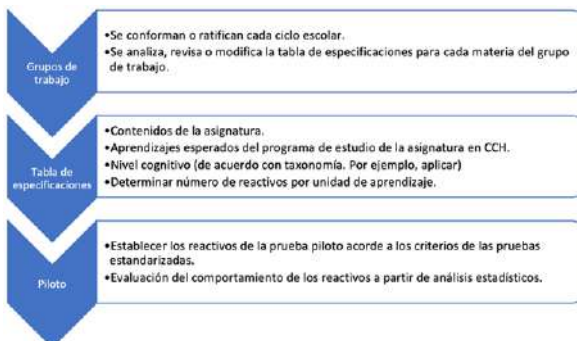 Grupos de
trabajo
•Se conforman o ratifican cada ciclo escolar.
•Se analiza, revisa o modifica la tabla de especificaciones para cada materia del grupo
de trabajo.
Tabla de
especificaciones
•Contenidos de la asignatura.
•Aprendizajes esperados del programa de estudio de la asignatura en CCH.
•Nivel cognitivo (de acuerdo con taxonomía. Por ejemplo, aplicar)
•Determinar número de reactivos por unidad de aprendizaje.
Piloto
•Establecer los reactivos de la prueba piloto acorde a los criterios de las pruebas
estandarizadas.
•Evaluación del comportamiento de los reactivos a partir de análisis estadísticos.